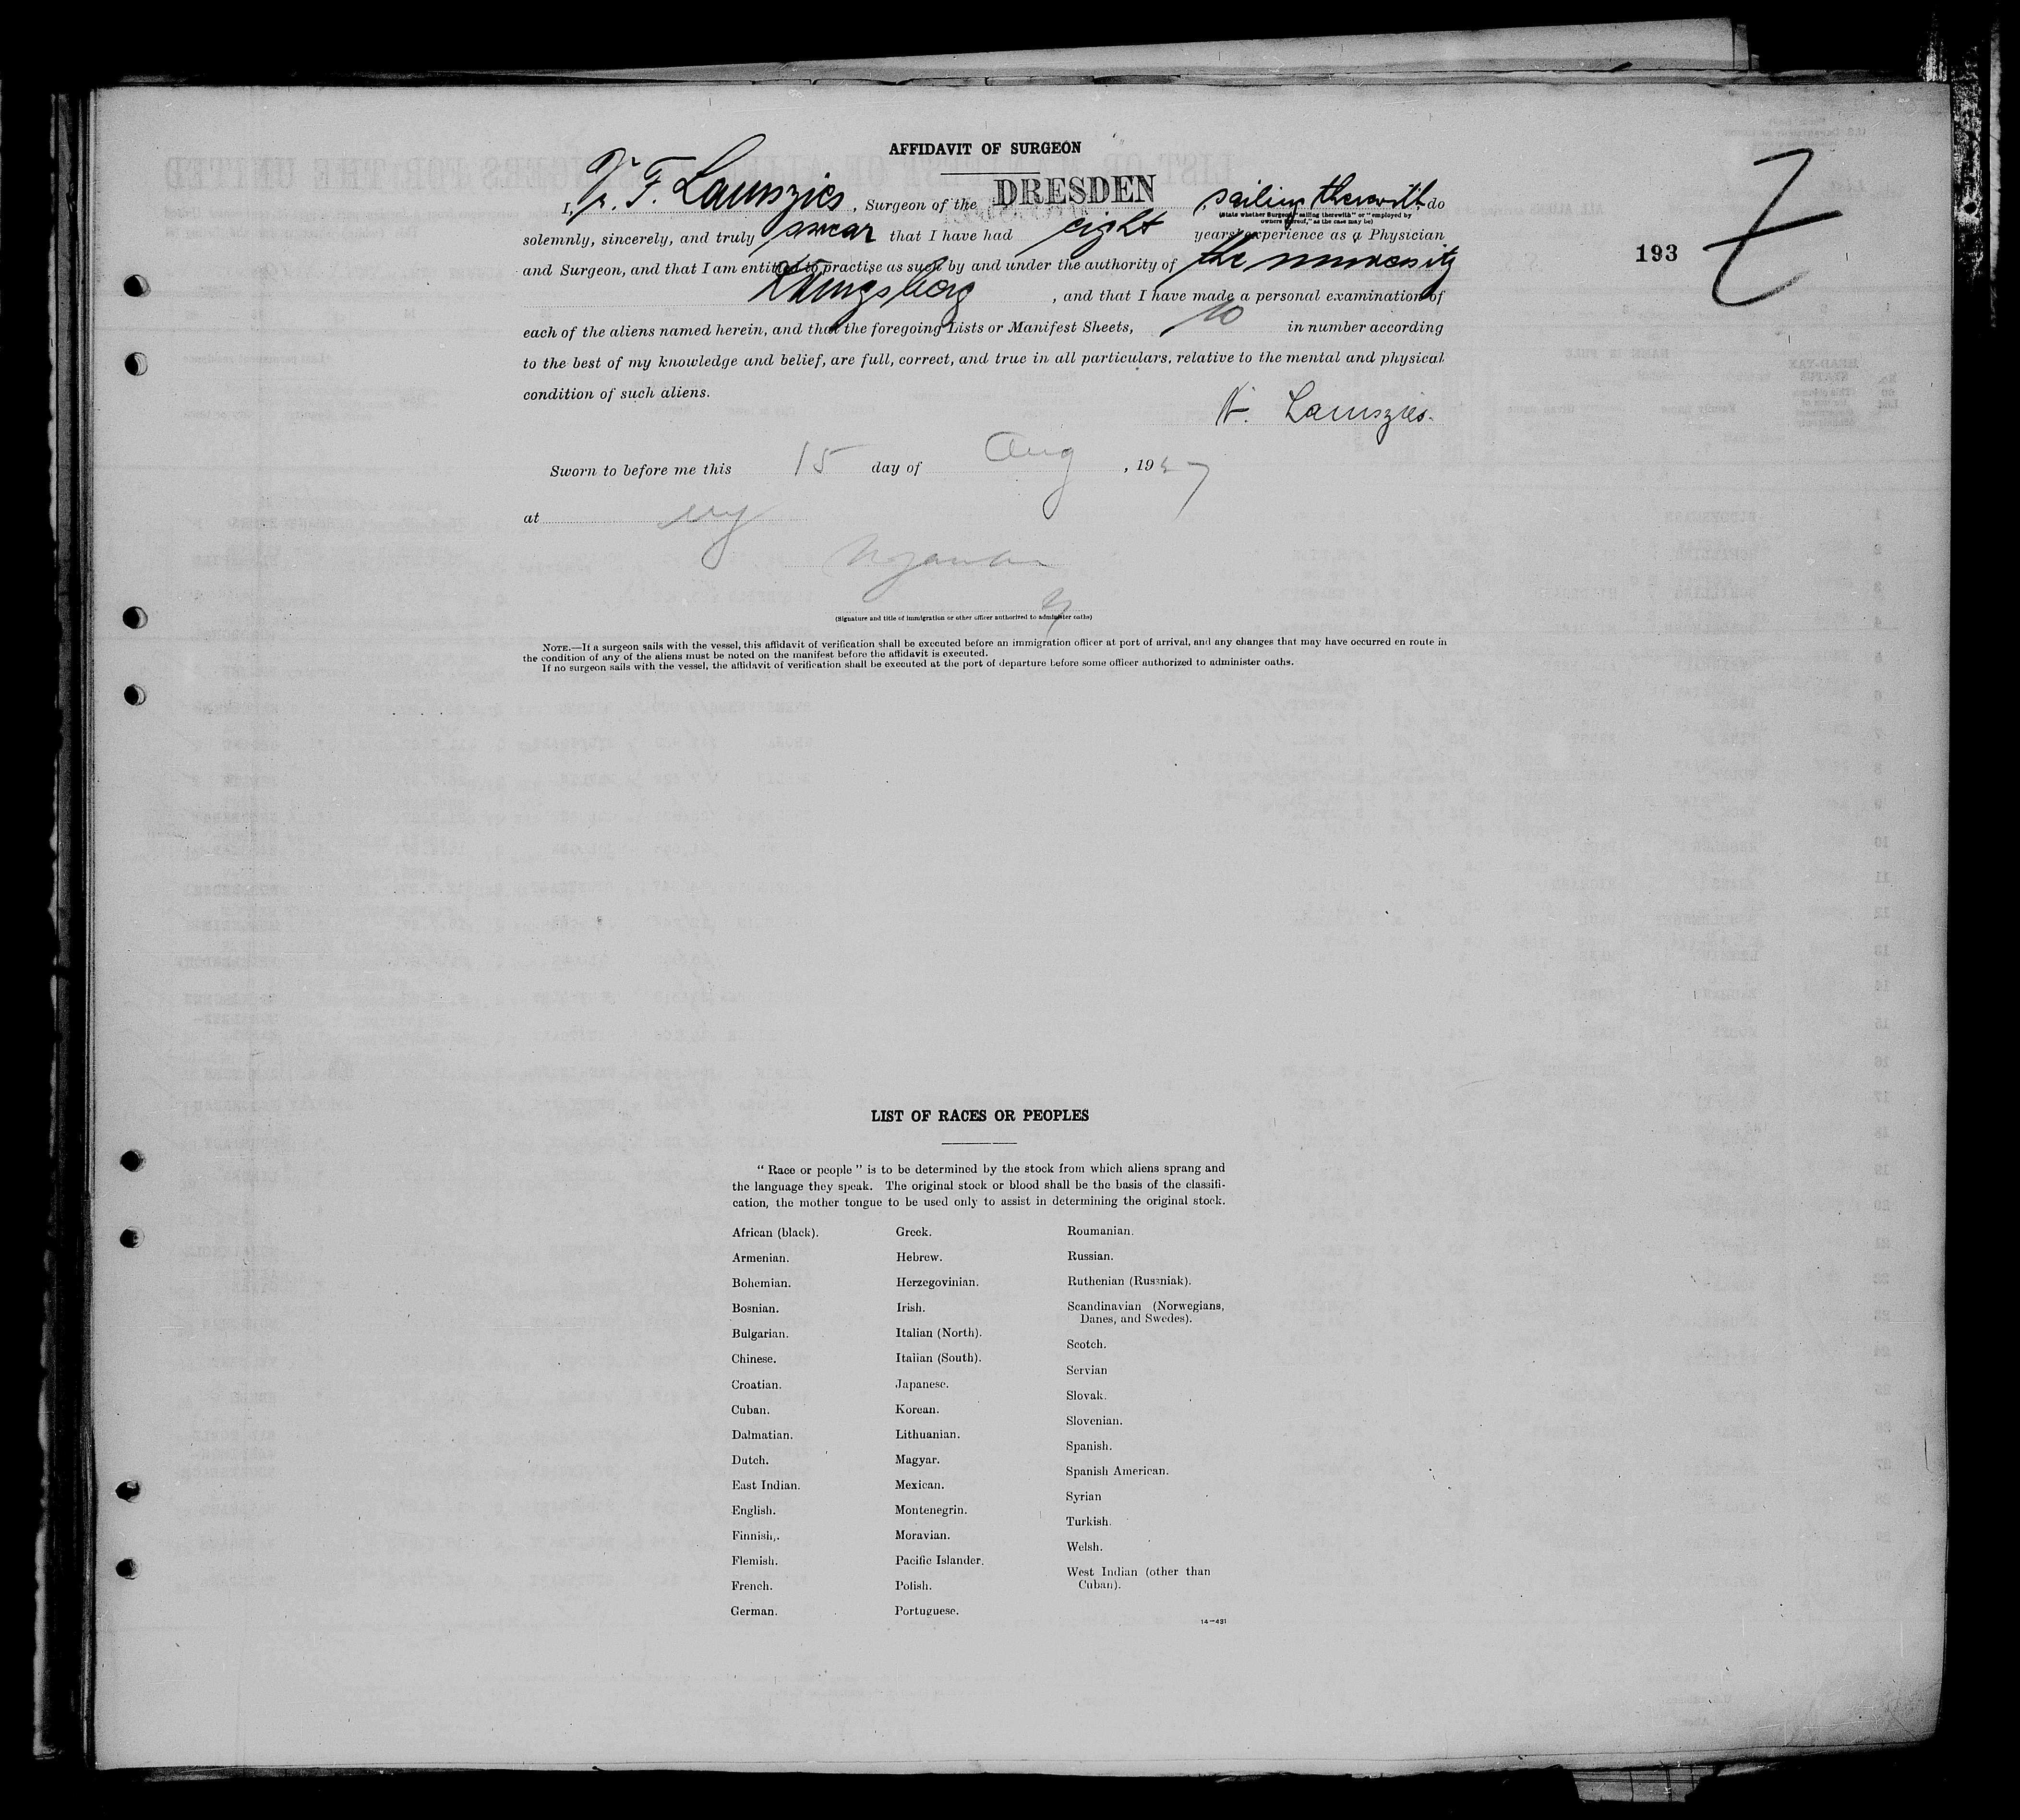 AFFIDAVIT OF SURGEON
I, Dr. F. Lauszies, Surgeon of the DRESDEN, sailing therewith, do
(State whether Surgeon "sailing therewith" or "employed by
owners thereof," as the case may be)
solemnly, sincerely, and truly swear that I have had eight years' experience as a Physician
and Surgeon, and that I am entitled to practise as such by and under the authority of the university
Königsberg, and that I have made a personal examination of
each of the aliens named herein, and that the foregoing Lists or Manifest Sheets, 10 in number according
to the best of my knowledge and belief, are full, correct, and true in all particulars, relative to the mental and physical
condition of such aliens.
Lauszies.
Sworn to before me this 15 day of Aug, 1927
at NY
(Signature and title of immigration or other officer authorized to administer oaths)
NOTE.—If a surgeon sails with the vessel, this affidavit of verification shall be executed before an immigration officer at port of arrival, and any changes that may have occurred en route in
the condition of any of the aliens must be noted on the manifest before the affidavit is executed.
If no surgeon sails with the vessel, the affidavit of verification shall be executed at the port of departure before some officer authorized to administer oaths.
193
LIST OF RACES OR PEOPLES
" Race or people " is to be determined by the stock from which aliens sprang and
the language they speak. The original stock or blood shall be the basis of the classifi-
cation, the mother tongue to be used only to assist in determining the original stock.
African (black).
Armenian.
Bohemian.
Bosnian.
Bulgarian.
Chinese.
Croatian.
Cuban.
Dalmatian.
Dutch.
East Indian.
English.
Finnish,.
Flemish.
French.
German.
Greek.
Hebrew.
Herzegovinian.
Irish.
Italian (North).
Italian (South).
Japanese.
Korean.
Lithuanian.
Magyar.
Mexican.
Montenegrin.
Moravian.
Pacific Islander.
Polish.
Portuguese.
Roumanian.
Russian.
Ruthenian (Russniak).
Scandinavian (Norwegians,
Danes, and Swedes).
Scotch.
Servian
Slovak.
Slovenian.
Spanish.
Spanish American.
Syrian
Turkish.
Welsh.
West Indian (other than
Cuban).
14—431